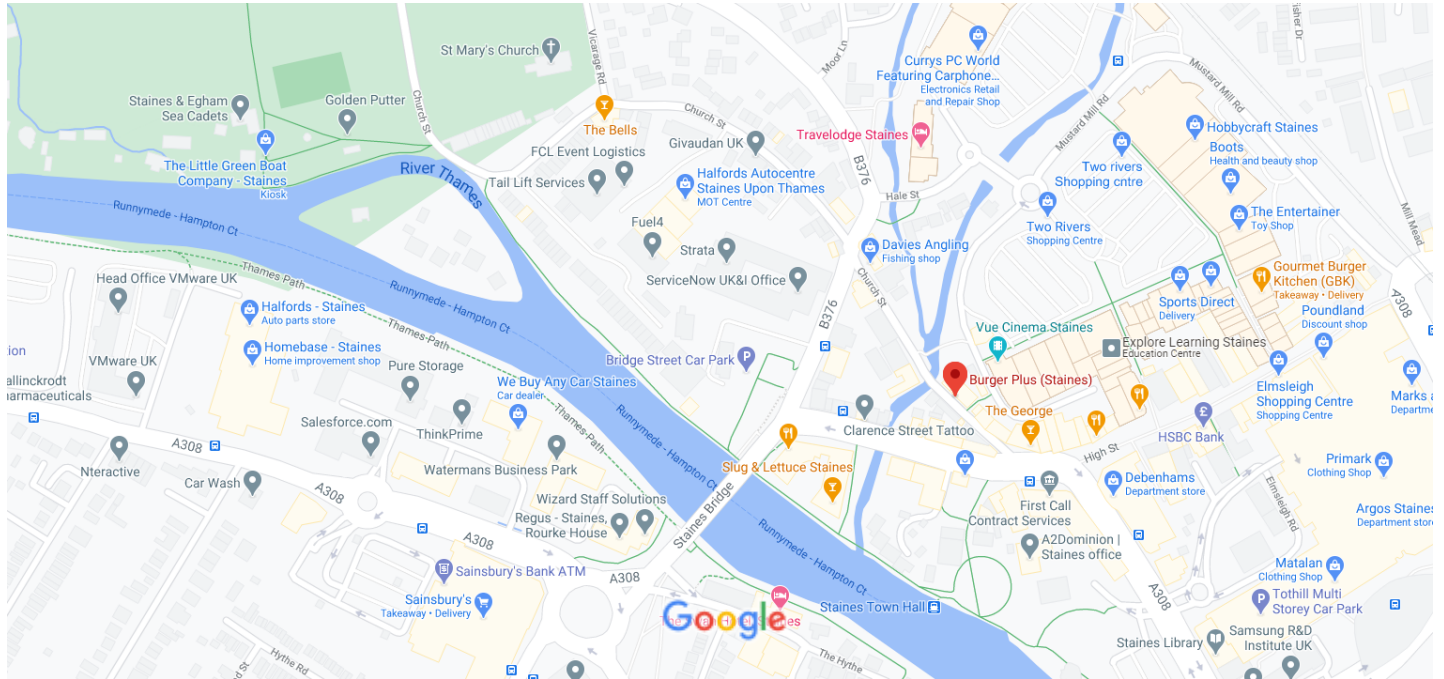 St Mary's Church
Vicarage Rd
Moor Ln
Fisher Dr
Currys PC World
Featuring Carphone...
Electronics Retail
and Repair Shop
Mustard Mill Rd
Staines & Egham
Sea Cadets
Golden Putter
Church St
The Bells
Church St
Givaudan UK
Travelodge Staines
B376
Mustard Mill Rd
Hobbycraft Staines
Boots
Health and beauty shop
Two rivers
Shopping cntre
The Little Green Boat
Company - Staines
Kiosk
River Thames
FCL Event Logistics
Tail Lift Services
Halfords Autocentre
Staines Upon Thames
MOT Centre
Hale St
Runnymede - Hampton Ct
Fuel4
Strata
ServiceNow UK&I Office
Davies Angling
Fishing shop
Two Rivers
Shopping Centre
The Entertainer
Toy Shop
Mill Mead
Thames Path
Head Office VMware UK
Runnymede - Hampton Ct
Church St
Gourmet Burger
Kitchen (GBK)
Takeaway • Delivery
A308
Halfords - Staines
Auto parts store
Thames Path
B376
Sports Direct
Delivery
Poundland
Discount shop
Homebase - Staines
Home improvement shop
Vue Cinema Staines
Explore Learning Staines
Education Centre
VMware UK
Pure Storage
Bridge Street Car Park
Burger Plus (Staines)
Elmsleigh
Shopping Centre
Marks a
Departme
allinckrodt
harmaceuticals
We Buy Any Car Staines
Car dealer
Thames Path
Runnymede - Hampton Ct
The George
HSBC Bank
Salesforce.com
ThinkPrime
Clarence Street Tattoo
High St
A308
Nteractive
Car Wash
Watermans Business Park
Slug & Lettuce Staines
Debenhams
Department store
Primark
Clothing Shop
Elmsleigh Rd
A308
Wizard Staff Solutions
Regus - Staines,
Rourke House
Staines Bridge
Runnymede - Hampton Ct
First Call
Contract Services
Argos Staines
Department store
A308
A2Dominion |
Staines office
Sainsbury's Bank ATM
A308
A308
Matalan
Clothing Shop
Sainsbury's
Takeaway • Delivery
Staines Town Hall
Tothill Multi
Storey Car Park
Google
Staines Library
Samsung R&D
Institute UK
Hythe Rd
The Hythe